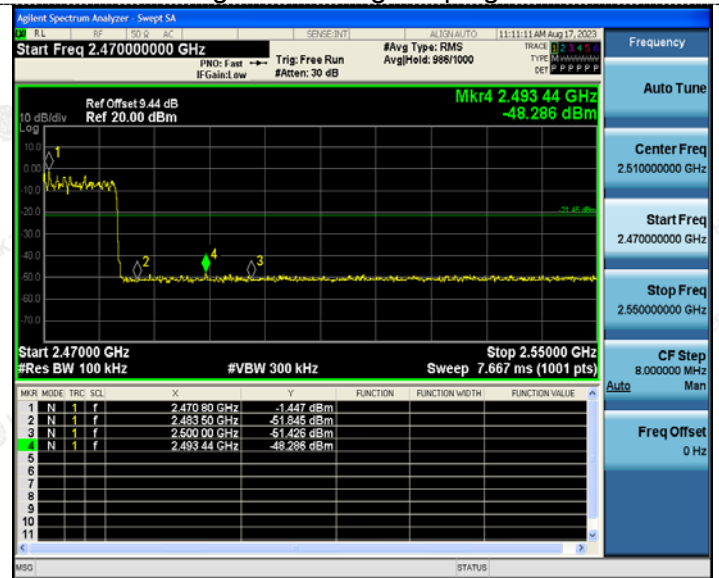 Agilent Spectrum Analyzer - Swept SA
RL RF 50 Ω AC SENSE:INT ALIGN AUTO 11:11:11 AM Aug 17, 2023
Start Freq 2.470000000 GHz
PNO: Fast
IFGain:Low
Trig: Free Run
#Atten: 30 dB
#Avg Type: RMS
Avg|Hold: 986/1000
TRACE 1 2 3 4 5 6
TYPE M
DET P P P P P P
Ref Offset 9.44 dB
Ref 20.00 dBm
10 dB/div
Log
Mkr4 2.493 44 GHz
-48.286 dBm
10.0
0.00
-10.0
-20.0
-30.0
-40.0
-50.0
-60.0
-70.0
1
2
4
3
-21.45 dBm
Start 2.47000 GHz
#Res BW 100 kHz
#VBW 300 kHz
Stop 2.55000 GHz
Sweep 7.667 ms (1001 pts)
MKR MODE TRC SCL X Y FUNCTION FUNCTION WIDTH FUNCTION VALUE
1 N 1 f 2.470 80 GHz -1.447 dBm
2 N 1 f 2.483 50 GHz -51.845 dBm
3 N 1 f 2.500 00 GHz -51.426 dBm
4 N 1 f 2.493 44 GHz -48.286 dBm
5
6
7
8
9
10
11
MSG
STATUS
Frequency
Auto Tune
Center Freq
2.510000000 GHz
Start Freq
2.470000000 GHz
Stop Freq
2.550000000 GHz
CF Step
8.000000 MHz
Auto Man
Freq Offset
0 Hz